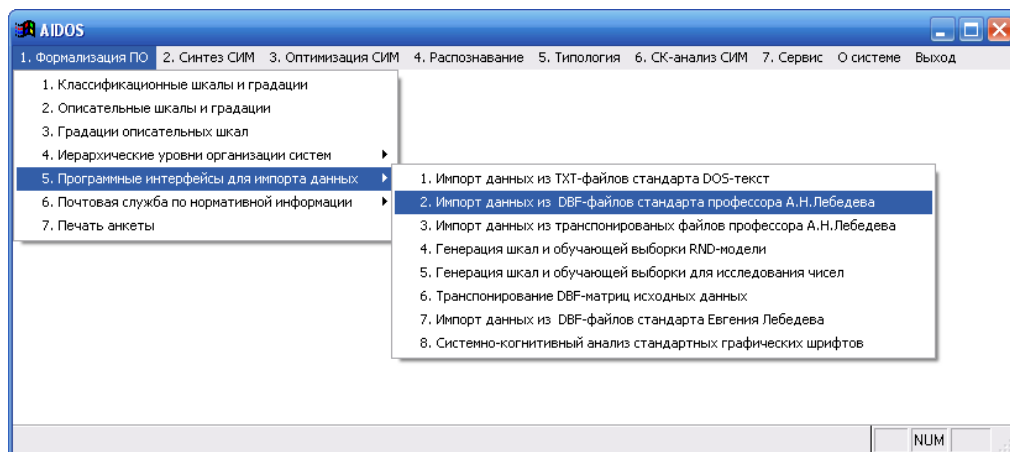 AIDOS
1. Формализация ПО 2. Синтез СИМ 3. Оптимизация СИМ 4. Распознавание 5. Типология 6. СК-анализ СИМ 7. Сервис О системе Выход
1. Классификационные шкалы и градации
2. Описательные шкалы и градации
3. Градации описательных шкал
4. Иерархические уровни организации систем
5. Программные интерфейсы для импорта данных
6. Почтовая служба по нормативной информации
7. Печать анкеты
1. Импорт данных из TXT-файлов стандарта DOS-текст
2. Импорт данных из DBF-файлов стандарта профессора А.Н.Лебедева
3. Импорт данных из транспонированых файлов профессора А.Н.Лебедева
4. Генерация шкал и обучающей выборки RND-модели
5. Генерация шкал и обучающей выборки для исследования чисел
6. Транспонирование DBF-матриц исходных данных
7. Импорт данных из DBF-файлов стандарта Евгения Лебедева
8. Системно-когнитивный анализ стандартных графических шрифтов
NUM